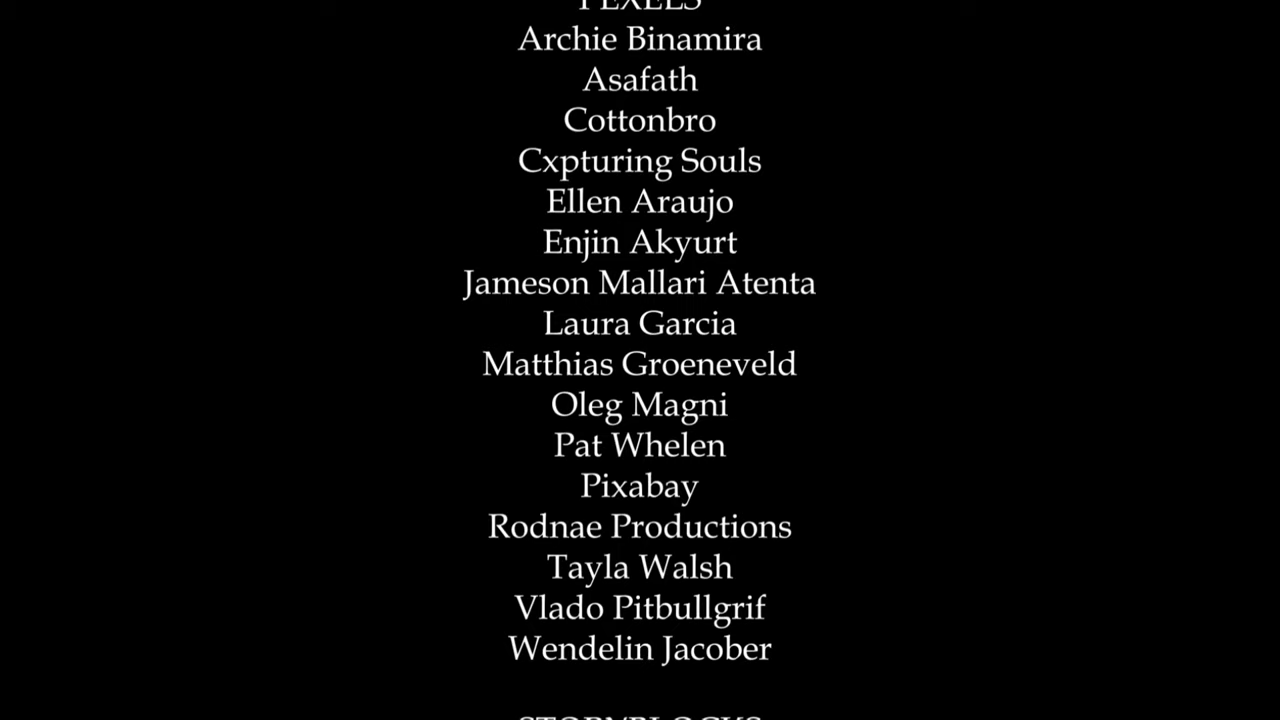 PEXELS
Archie Binamira
Asafath
Cottonbro
Cxpturing Souls
Ellen Araujo
Enjin Akyurt
Jameson Mallari Atenta
Laura Garcia
Matthias Groeneveld
Oleg Magni
Pat Whelen
Pixabay
Rodnae Productions
Tayla Walsh
Vlado Pitbullgrif
Wendelin Jacober